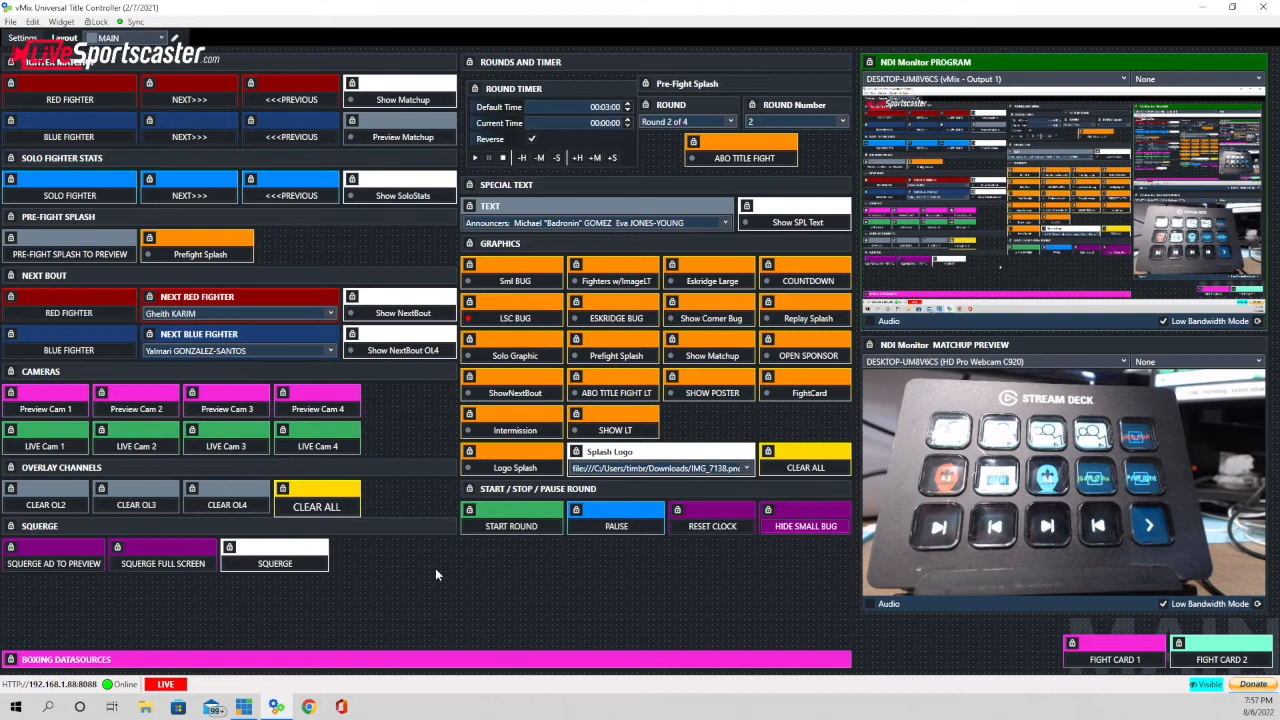 vMix Universal Title Controller (2/7/2021)
File Edit Widget Lock Sync
Settings Layout MAIN
LiveSportscaster.com
RED FIGHTER NEXT>>> <<<PREVIOUS Show Matchup
BLUE FIGHTER NEXT>>> <<<PREVIOUS Matchup
SOLO FIGHTER STATS
SOLO FIGHTER NEXT>>> <<<PREVIOUS Show SoloStats
PRE-FIGHT SPLASH
PRE-FIGHT SPLASH TO PREVIEW Prefight Splash
NEXT BOUT
RED FIGHTER NEXT RED FIGHTER Gheith KARIM Show NextBout
BLUE FIGHTER NEXT BLUE FIGHTER Yalmari GONZALEZ-SANTOS Show NextBout OL4
CAMERAS
Preview Cam 1 Preview Cam 2 Preview Cam 3 Preview Cam 4
LIVE Cam 1 LIVE Cam 2 LIVE Cam 3 LIVE Cam 4
OVERLAY CHANNELS
CLEAR OL2 CLEAR OL3 CLEAR OL4 CLEAR ALL
SQUERGE
SQUERGE AD TO PREVIEW SQUERGE FULL SCREEN SQUERGE
ROUNDS AND TIMER
ROUND TIMER Pre-Fight Splash
Default Time 00:03:00 ROUND ROUND Number
Current Time 00:00:00 Round 2 of 4 2
Reverse
-H -M -S +H +M +S ABO TITLE FIGHT
SPECIAL TEXT
TEXT
Announcers: Michael "Badnewz" GOMEZ Eva JONES-YOUNG Show SPL Text
GRAPHICS
Sml BUG Fighters w/ImageLT Eskridge Large COUNTDOWN
LSC BUG ESKRIDGE BUG Show Corner Bug Replay Splash
Solo Graphic Prefight Splash Show Matchup OPEN SPONSOR
ShowNextBout ABO TITLE FIGHT LT SHOW POSTER FightCard
Intermission SHOW LT
Logo Splash Splash Logo file:///C:/Users/timbr/Downloads/IMG_7138.pnc CLEAR ALL
START / STOP / PAUSE ROUND
START ROUND PAUSE RESET CLOCK HIDE SMALL BUG
NDI Monitor PROGRAM
DESKTOP-UM8V6CS (vMix - Output 1) None
Audio Low Bandwidth Mode
NDI Monitor MATCHUP PREVIEW
DESKTOP-UM8V6CS (HD Pro Webcam C920) None
STREAM DECK
Audio Low Bandwidth Mode
MAIN
FIGHT CARD 1 FIGHT CARD 2
BOXING DATASOURCES
HTTP://192.168.1.88:8088 Online LIVE Visible Donate
99+
7:57 PM
8/6/2022